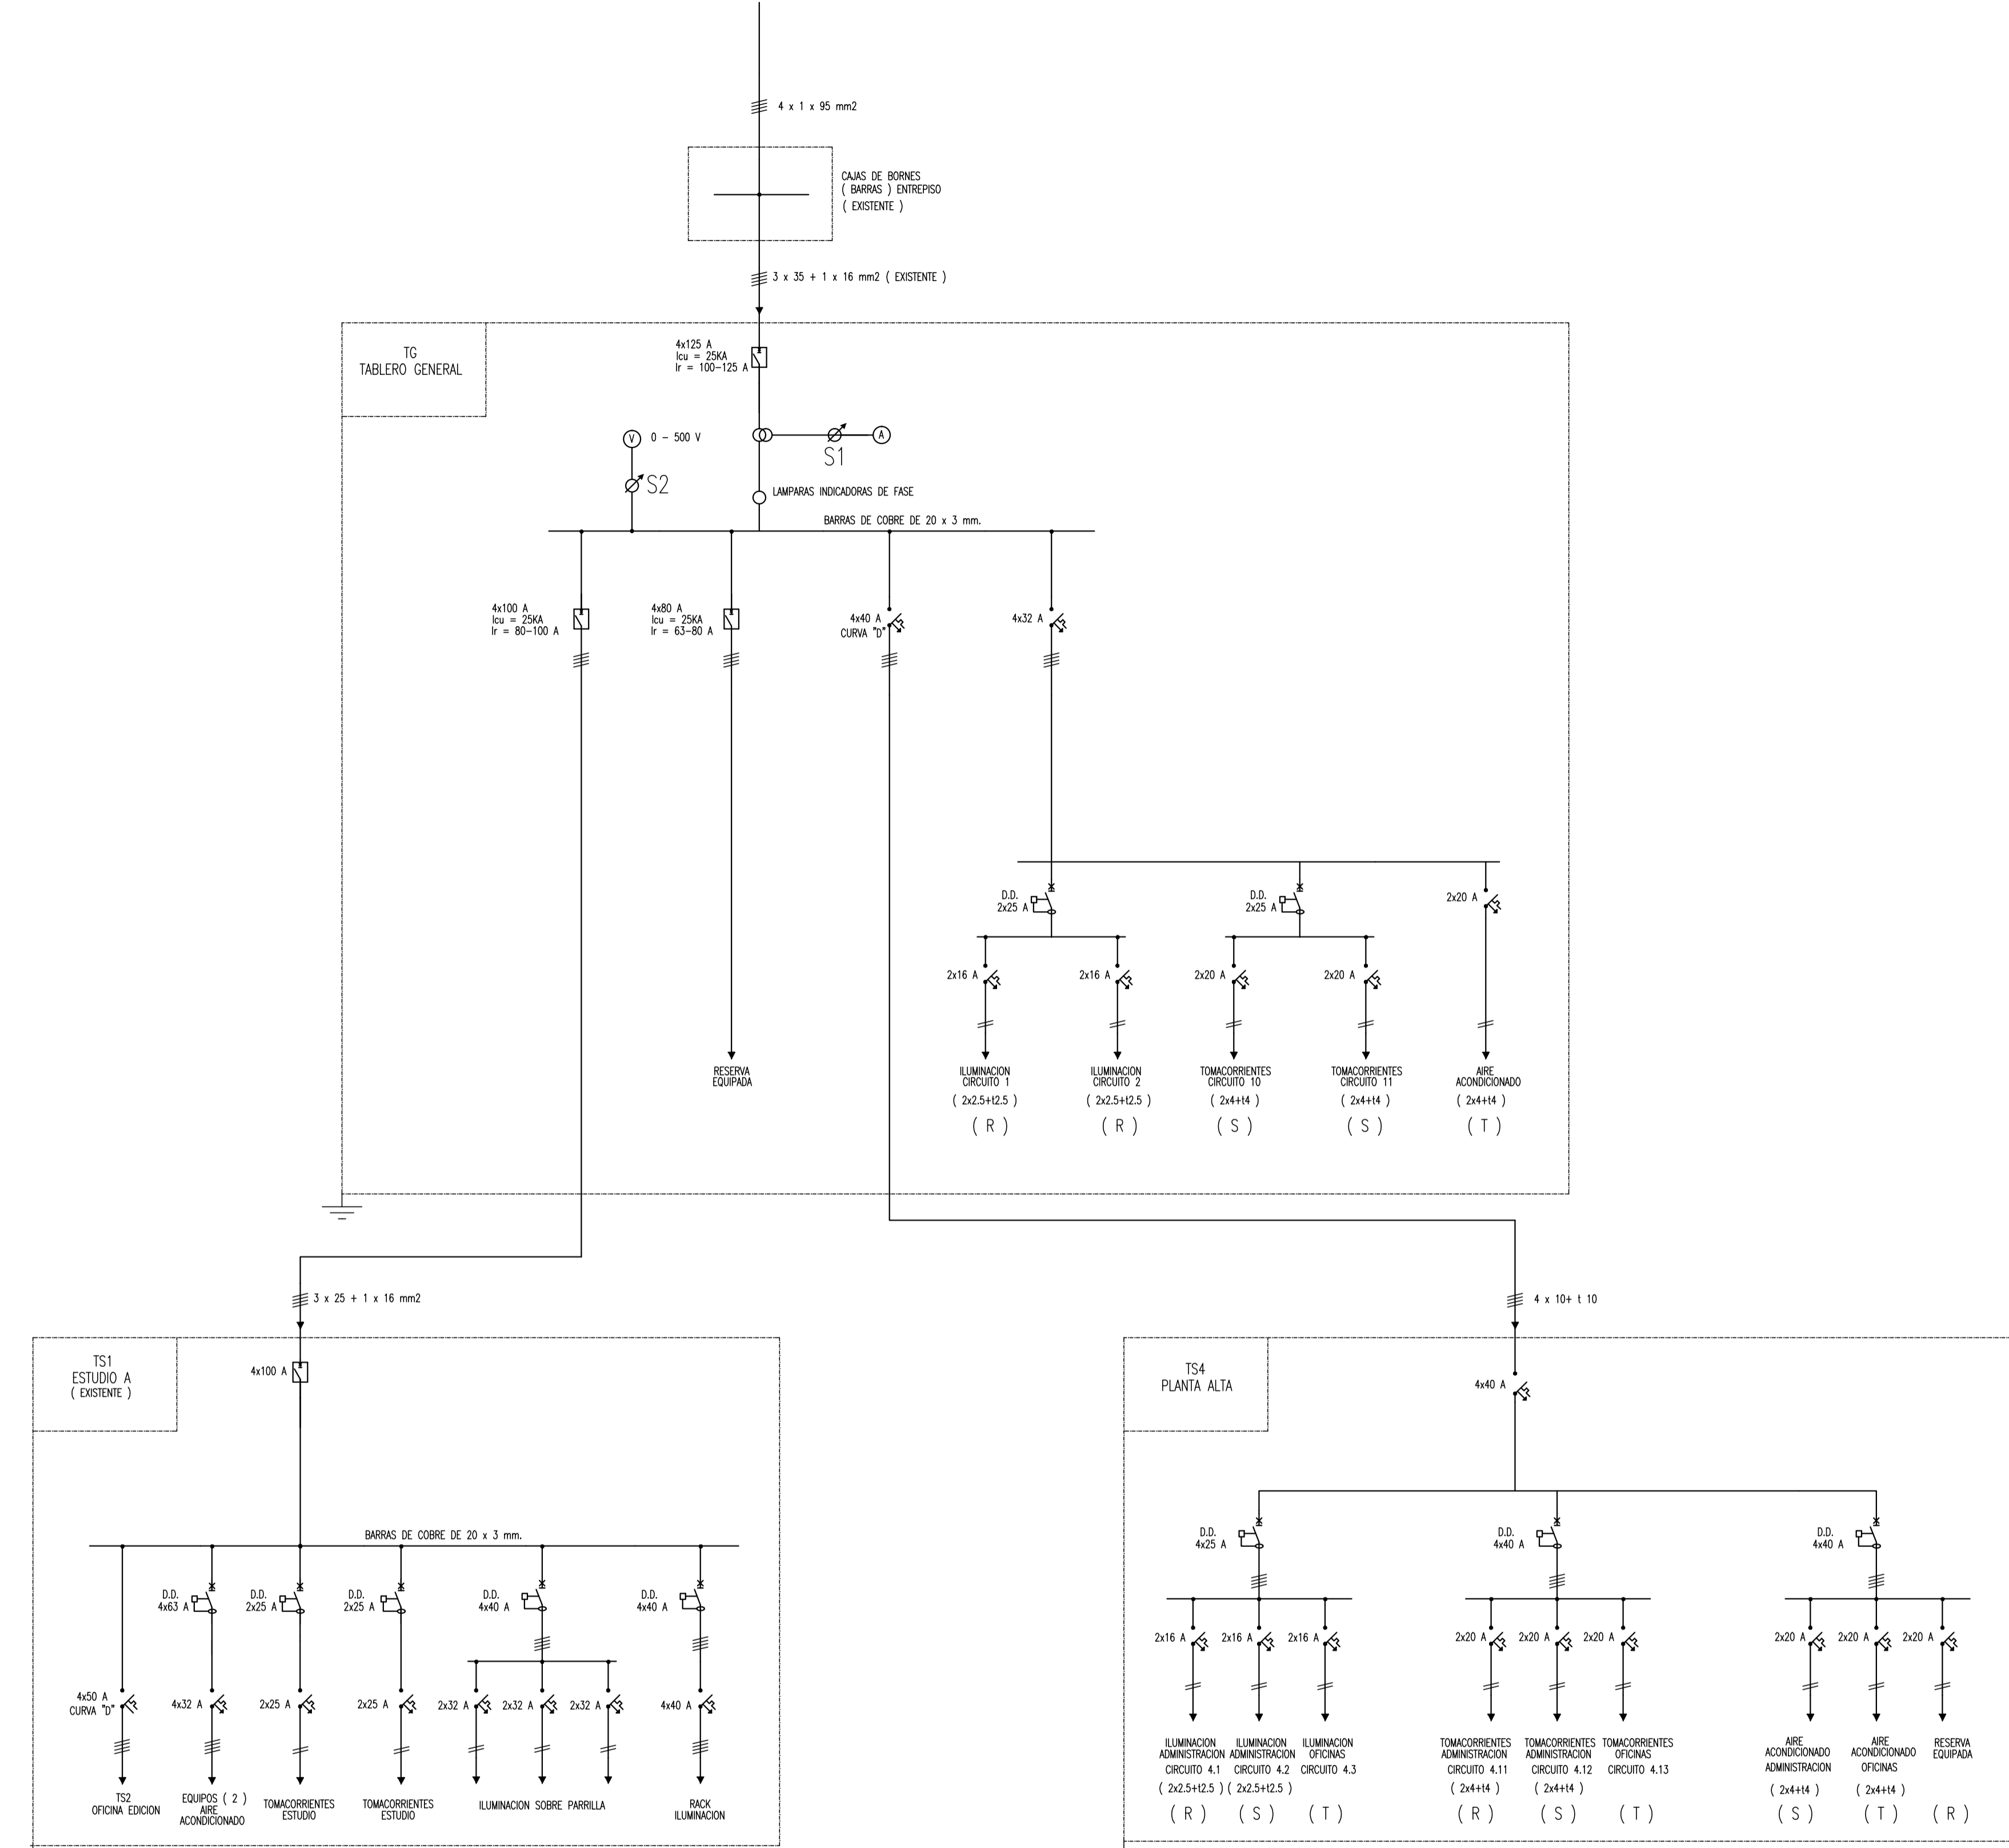 4 x 1 x 95 mm2
CAJAS DE BORNES
( BARRAS ) ENTREPISO
( EXISTENTE )
3 x 35 + 1 x 16 mm2 ( EXISTENTE )
TG
TABLERO GENERAL
4x125 A
Icu = 25KA
Ir = 100-125 A
V
0 - 500 V
A
S1
S2
LAMPARAS INDICADORAS DE FASE
BARRAS DE COBRE DE 20 x 3 mm.
4x100 A
Icu = 25KA
Ir = 80-100 A
4x80 A
Icu = 25KA
Ir = 63-80 A
4x40 A
CURVA "D"
4x32 A
D.D.
2x25 A
D.D.
2x25 A
2x20 A
2x16 A
2x16 A
2x20 A
2x20 A
RESERVA
EQUIPADA
ILUMINACION
CIRCUITO 1
( 2x2.5+t2.5 )
( R )
ILUMINACION
CIRCUITO 2
( 2x2.5+t2.5 )
( R )
TOMACORRIENTES
CIRCUITO 10
( 2x4+t4 )
( S )
TOMACORRIENTES
CIRCUITO 11
( 2x4+t4 )
( S )
AIRE
ACONDICIONADO
( 2x4+t4 )
( T )
3 x 25 + 1 x 16 mm2
4 x 10+ t 10
TS1
ESTUDIO A
( EXISTENTE )
4x100 A
BARRAS DE COBRE DE 20 x 3 mm.
D.D.
4x63 A
D.D.
2x25 A
D.D.
2x25 A
D.D.
4x40 A
D.D.
4x40 A
4x50 A
CURVA "D"
4x32 A
2x25 A
2x25 A
2x32 A
2x32 A
2x32 A
4x40 A
TS2
OFICINA EDICION
EQUIPOS ( 2 )
AIRE
ACONDICIONADO
TOMACORRIENTES
ESTUDIO
TOMACORRIENTES
ESTUDIO
ILUMINACION SOBRE PARRILLA
RACK
ILUMINACION
TS4
PLANTA ALTA
4x40 A
D.D.
4x25 A
D.D.
4x40 A
D.D.
4x40 A
2x16 A
2x16 A
2x16 A
2x20 A
2x20 A
2x20 A
2x20 A
2x20 A
2x20 A
ILUMINACION
ADMINISTRACION
CIRCUITO 4.1
( 2x2.5+t2.5 )
( R )
ILUMINACION
ADMINISTRACION
CIRCUITO 4.2
( 2x2.5+t2.5 )
( S )
ILUMINACION
OFICINAS
CIRCUITO 4.3
( T )
TOMACORRIENTES
ADMINISTRACION
CIRCUITO 4.11
( 2x4+t4 )
( R )
TOMACORRIENTES
ADMINISTRACION
CIRCUITO 4.12
( 2x4+t4 )
( S )
TOMACORRIENTES
OFICINAS
CIRCUITO 4.13
( T )
AIRE
ACONDICIONADO
ADMINISTRACION
( 2x4+t4 )
( S )
AIRE
ACONDICIONADO
OFICINAS
( 2x4+t4 )
( T )
RESERVA
EQUIPADA
( R )